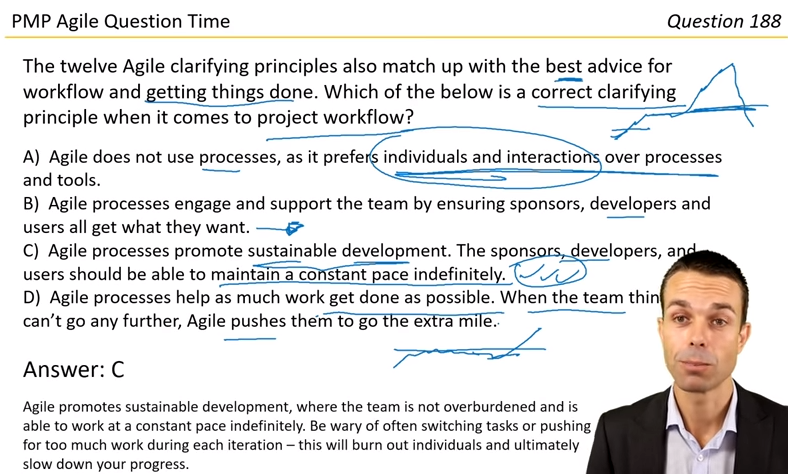 PMP Agile Question Time
Question 188
The twelve Agile clarifying principles also match up with the best advice for
workflow and getting things done. Which of the below is a correct clarifying
principle when it comes to project workflow?
A) Agile does not use processes, as it prefers individuals and interactions over processes
and tools.
B) Agile processes engage and support the team by ensuring sponsors, developers and
users all get what they want.
C) Agile processes promote sustainable development. The sponsors, developers, and
users should be able to maintain a constant pace indefinitely.
D) Agile processes help as much work get done as possible. When the team thin
can't go any further, Agile pushes them to go the extra mile.
Answer: C
Agile promotes sustainable development, where the team is not overburdened and is
able to work at a constant pace indefinitely. Be wary of often switching tasks or pushing
for too much work during each iteration – this will burn out individuals and ultimately
slow down your progress.